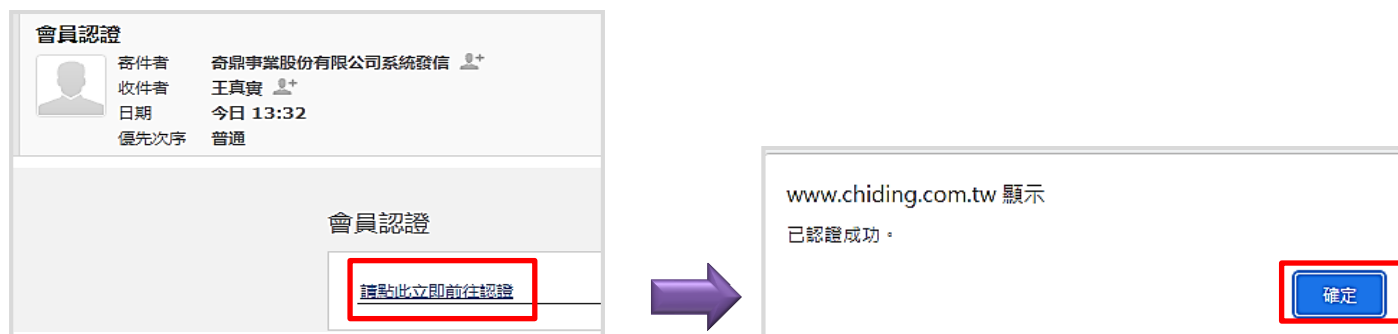 會員認證
寄件者 奇鼎事業股份有限公司系統發信
收件者 王真實
日期 今日 13:32
優先次序 普通
會員認證
請點此立即前往認證
www.chiding.com.tw 顯示
已認證成功。
確定